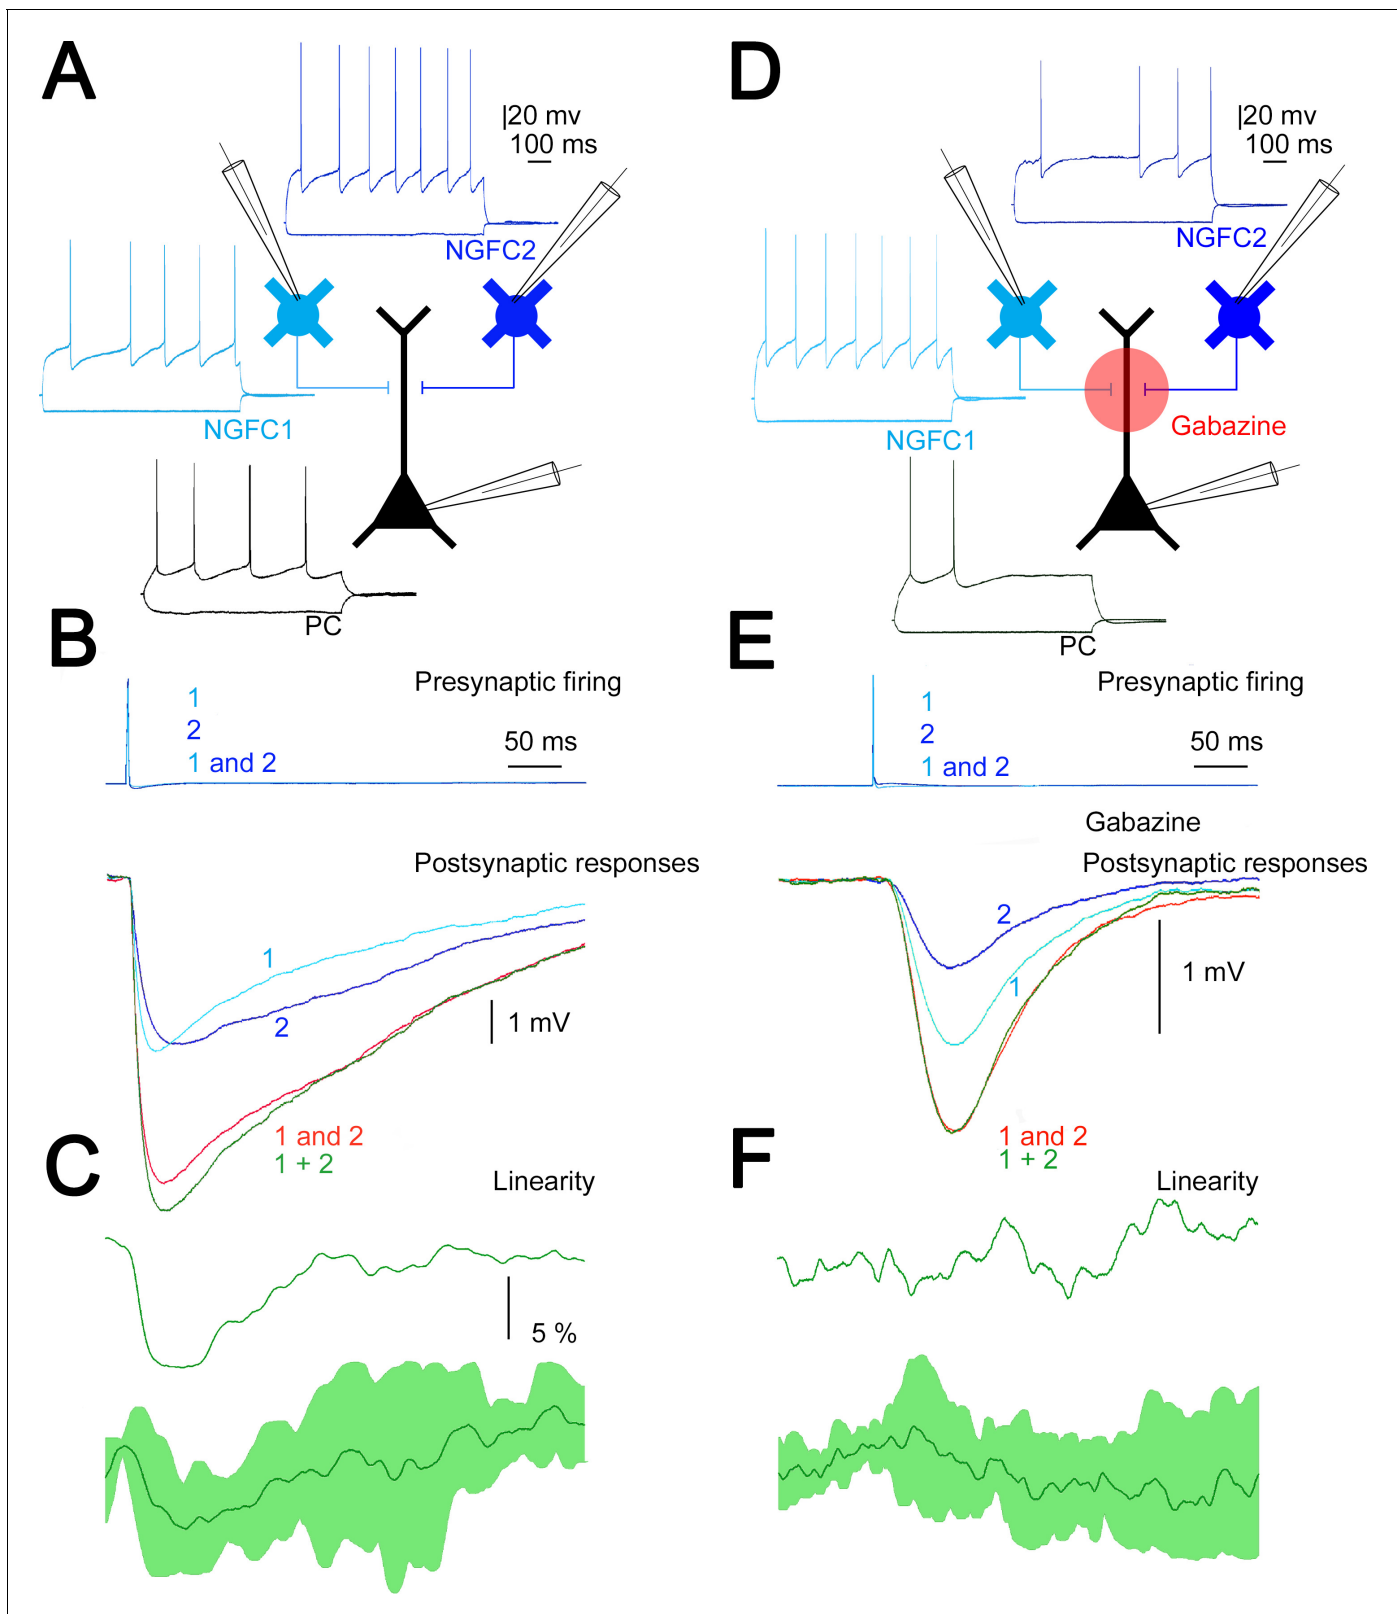 A
20 mv
100 ms
NGFC2
NGFC1
PC
D
20 mv
100 ms
NGFC2
NGFC1
Gabazine
PC
B
Presynaptic firing
1
2
1 and 2
50 ms
Postsynaptic responses
1
2
1 mV
1 and 2
1 + 2
E
Presynaptic firing
1
2
1 and 2
50 ms
Gabazine
Postsynaptic responses
2
1
1 mV
1 and 2
1 + 2
C
Linearity
5 %
F
Linearity